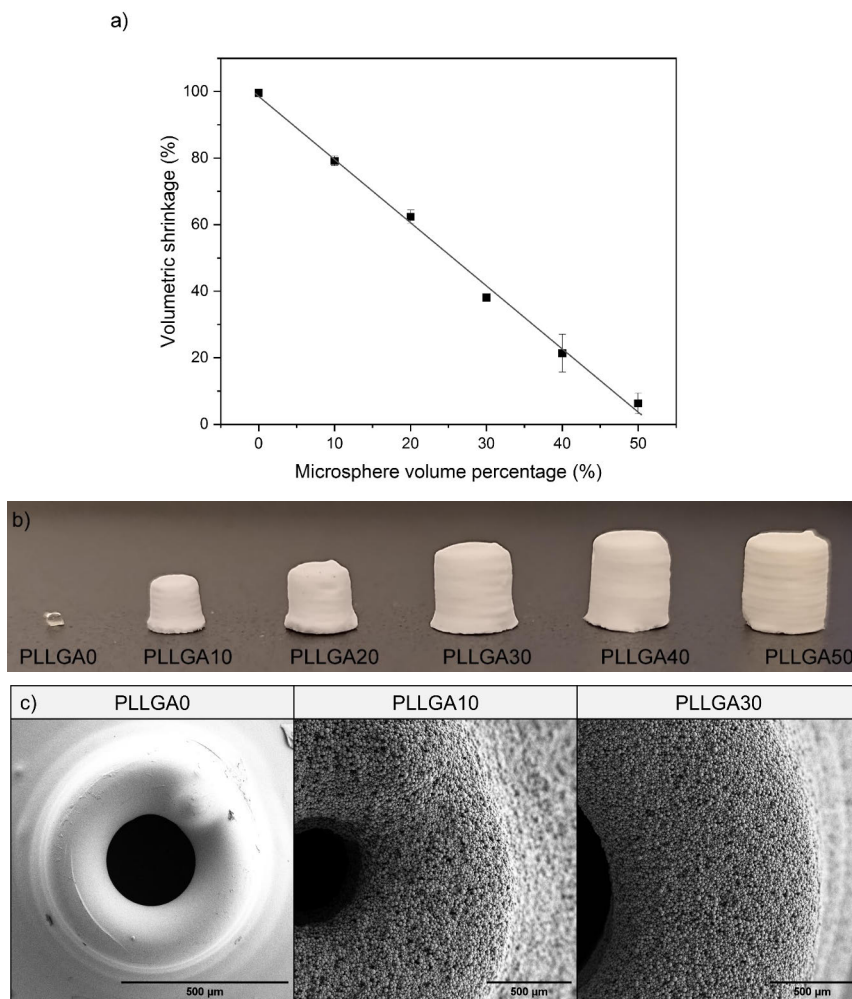 a)
100
80
60
40
20
0
Volumetric shrinkage (%)
0 10 20 30 40 50
Microsphere volume percentage (%)
b)
PLLGA0 PLLGA10 PLLGA20 PLLGA30 PLLGA40 PLLGA50
c) PLLGA0 PLLGA10 PLLGA30
500 µm 500 µm 500 µm